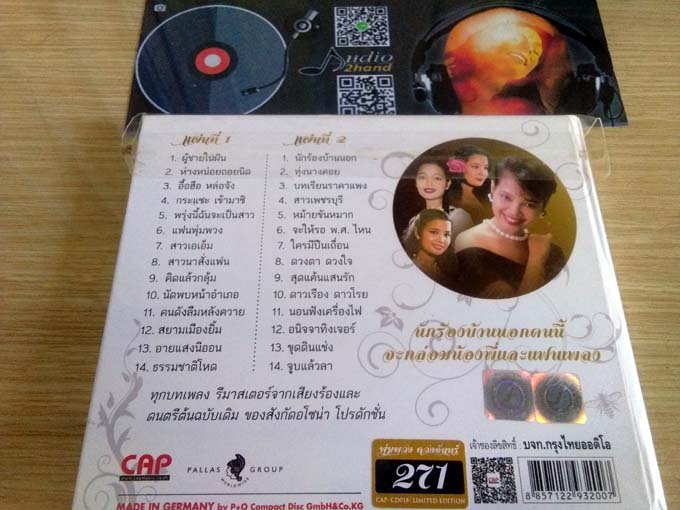 Audio
2hand
แผ่นที่ 1
1. ผู้ชายในฝัน
2. ห่างหน่อยถอยนิด
3. อื้อฮือ หล่อจัง
4. กระแซะ เข้ามาซิ
5. พรุ่งนี้ฉันจะเป็นสาว
6. แฟนพุ่มพวง
7. สาวเอเอ็ม
8. สาวนาสั่งแฟน
9. คิดแล้วกลุ้ม
10. นัดพบหน้าอำเภอ
11. คนดังลืมหลังควาย
12. สยามเมืองยิ้ม
13. อายแสงนีออน
14. ธรรมชาติโหด
แผ่นที่ 2
1. นักร้องบ้านนอก
2. ทุ่งนางคอย
3. บทเรียนราคาแพง
4. สาวเพชรบุรี
5. หม้ายขันหมาก
6. จะให้รอ พ.ศ. ไหน
7. ใครมีปืนเถื่อน
8. ดวงตา ดวงใจ
9. สุดแค้นแสนรัก
10. ดาวเรือง ดาวโรย
11. นอนฟังเครื่องไฟ
12. อนิจจาทิงเจอร์
13. ชุดดินแช่ง
14. จูบแล้วลา
นักร้องบ้านนอกคนนี้
จะกล่อมน้องพี่และแฟนเพลง
ทุกบทเพลง รีมาสเตอร์จากเสียงร้องและ
ดนตรีต้นฉบับเดิม ของสังกัดอโซน่า โปรดักชั่น
CAP
PALLAS GROUP
WORLDWIDE
พุ่มพวง ดวงจันทร์
271
CAP-CDF18 : LIMITED EDITION
เจ้าของลิขสิทธิ์ บจก.กรุงไทยออดิโอ
8 857122 932007
MADE IN GERMANY by P+O Compact Disc GmbH&Co.KG